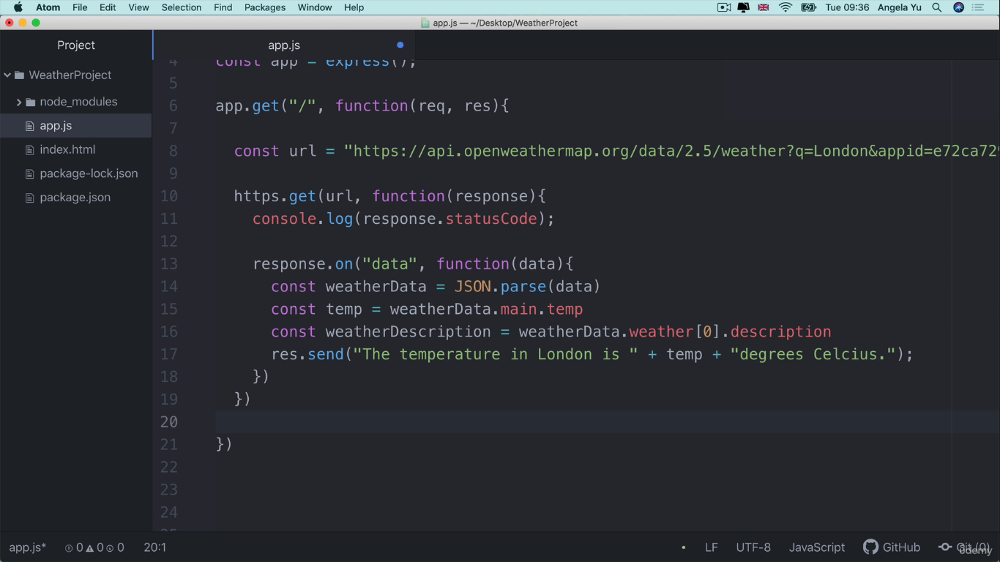 Atom File Edit View Selection Find Packages Window Help Tue 09:36 Angela Yu
app.js — ~/Desktop/WeatherProject
Project
app.js
WeatherProject
node_modules
app.js
index.html
package-lock.json
package.json
4 const app = express();
5
6 app.get("/", function(req, res){
7
8 const url = "https://api.openweathermap.org/data/2.5/weather?q=London&appid=e72ca729
9
10 https.get(url, function(response){
11 console.log(response.statusCode);
12
13 response.on("data", function(data){
14 const weatherData = JSON.parse(data)
15 const temp = weatherData.main.temp
16 const weatherDescription = weatherData.weather[0].description
17 res.send("The temperature in London is " + temp + "degrees Celcius.");
18 })
19 })
20
21 })
22
23
24
app.js* 0 0 0 20:1 LF UTF-8 JavaScript GitHub Git (0)
ûdemy